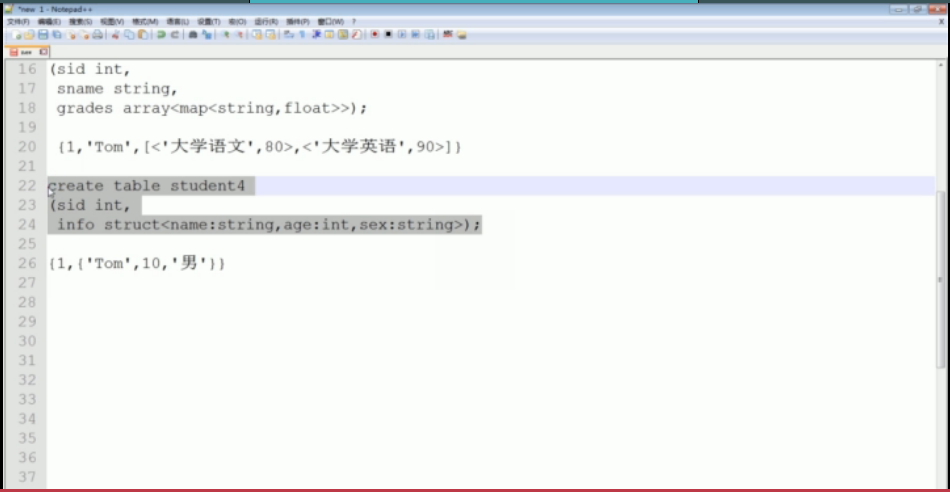 *new 1 - Notepad++
文件(F) 编辑(E) 搜索(S) 视图(V) 格式(M) 语言(L) 设置(T) 宏(O) 运行(R) 插件(P) 窗口(W) ?
16 (sid int,
17 sname string,
18 grades array<map<string,float>>);
19
20 {1,'Tom',[<'大学语文',80>,<'大学英语',90>]}
21
22 create table student4
23 (sid int,
24 info struct<name:string,age:int,sex:string>);
25
26 {1,{'Tom',10,'男'}}
27
28
29
30
31
32
33
34
35
36
37